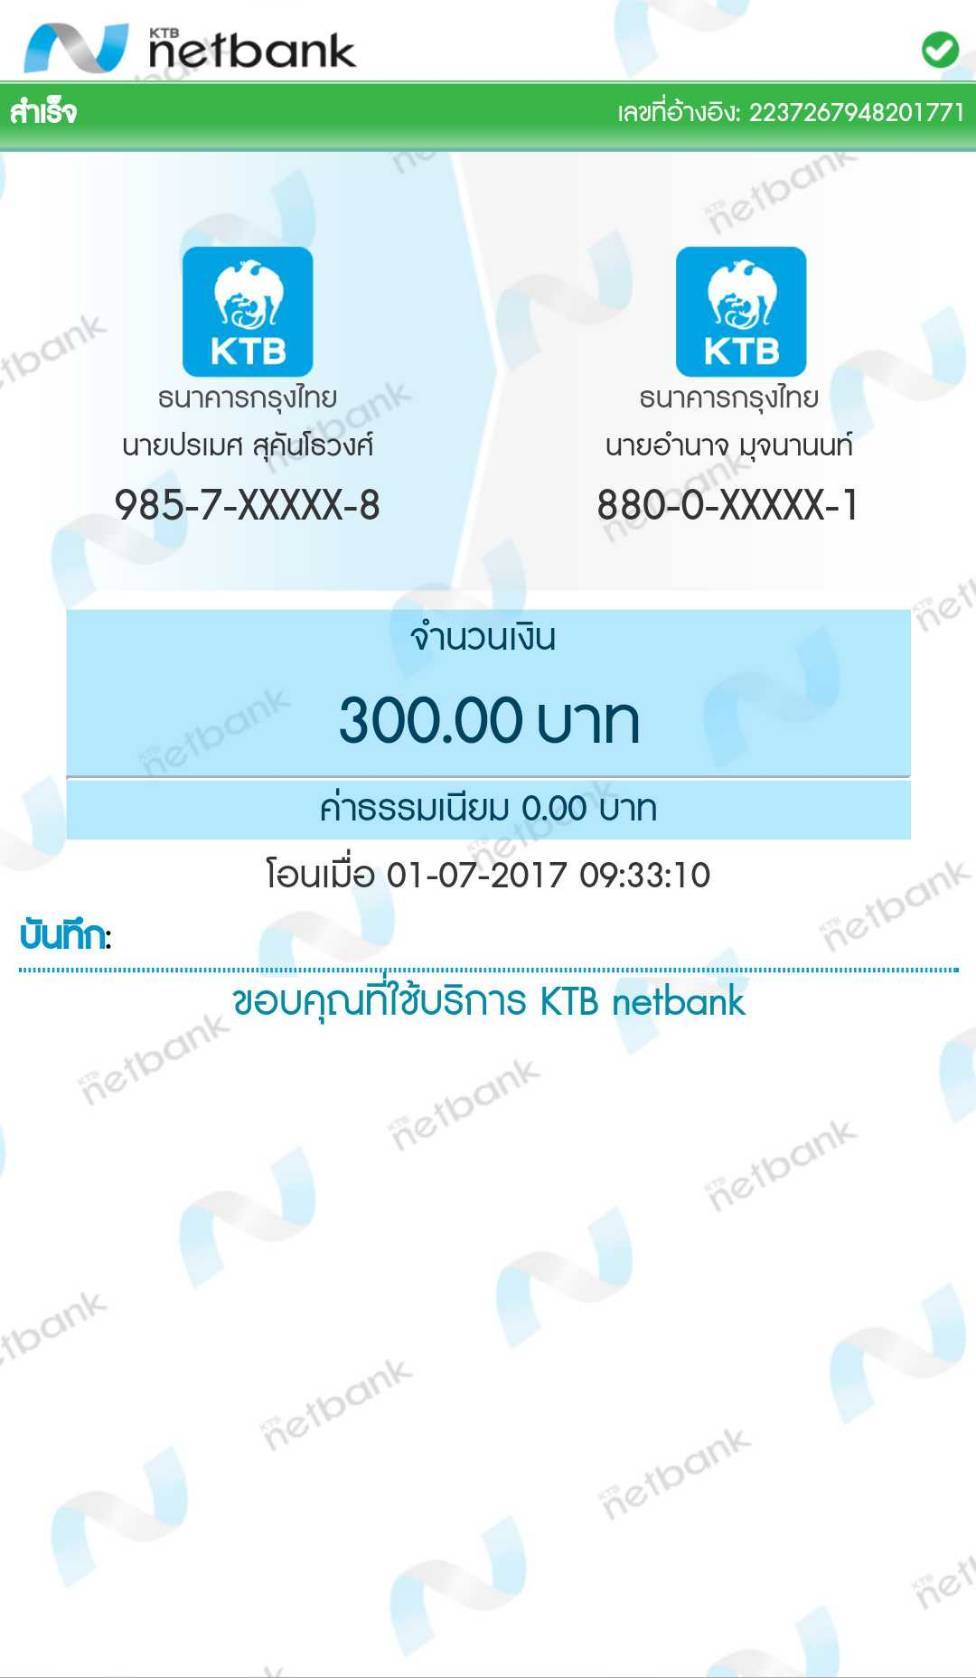 KTB
netbank
สำเร็จ
เลขที่อ้างอิง: 2237267948201771
KTB
ธนาคารกรุงไทย
นายปรเมศ สุคันโธวงศ์
985-7-XXXXX-8
KTB
ธนาคารกรุงไทย
นายอำนาจ มุจนานนท์
880-0-XXXXX-1
จำนวนเงิน
300.00 บาท
ค่าธรรมเนียม 0.00 บาท
โอนเมื่อ 01-07-2017 09:33:10
บันทึก:
ขอบคุณที่ใช้บริการ KTB netbank